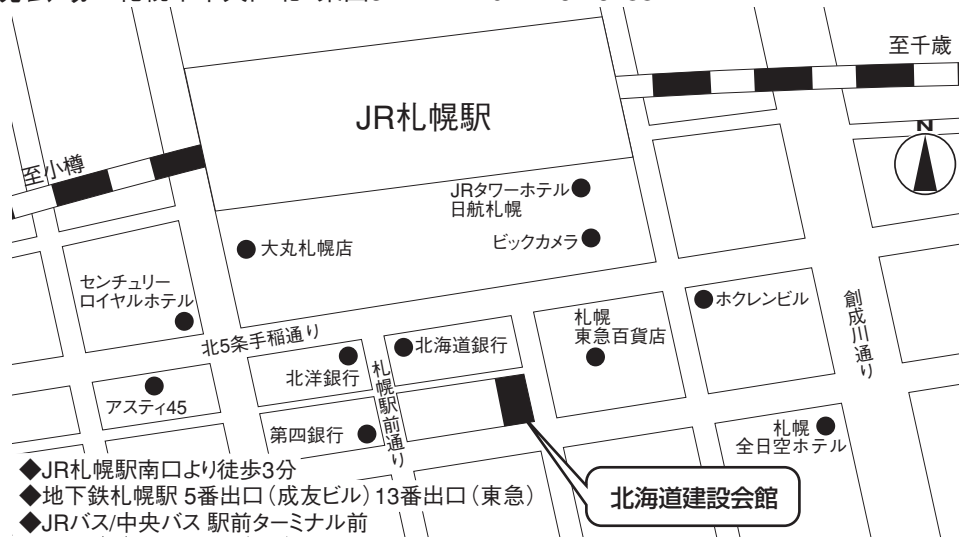 至千歳
JR札幌駅
N
至小樽
JRタワーホテル
日航札幌
ビックカメラ
大丸札幌店
センチュリー
ロイヤルホテル
ホクレンビル
創成川通り
札幌
東急百貨店
北5条手稲通り
北海道銀行
北洋銀行
札幌駅前通り
アスティ45
第四銀行
札幌
全日空ホテル
◆JR札幌駅南口より徒歩3分
◆地下鉄札幌駅 5番出口(成友ビル)13番出口(東急)
◆JRバス/中央バス 駅前ターミナル前
北海道建設会館